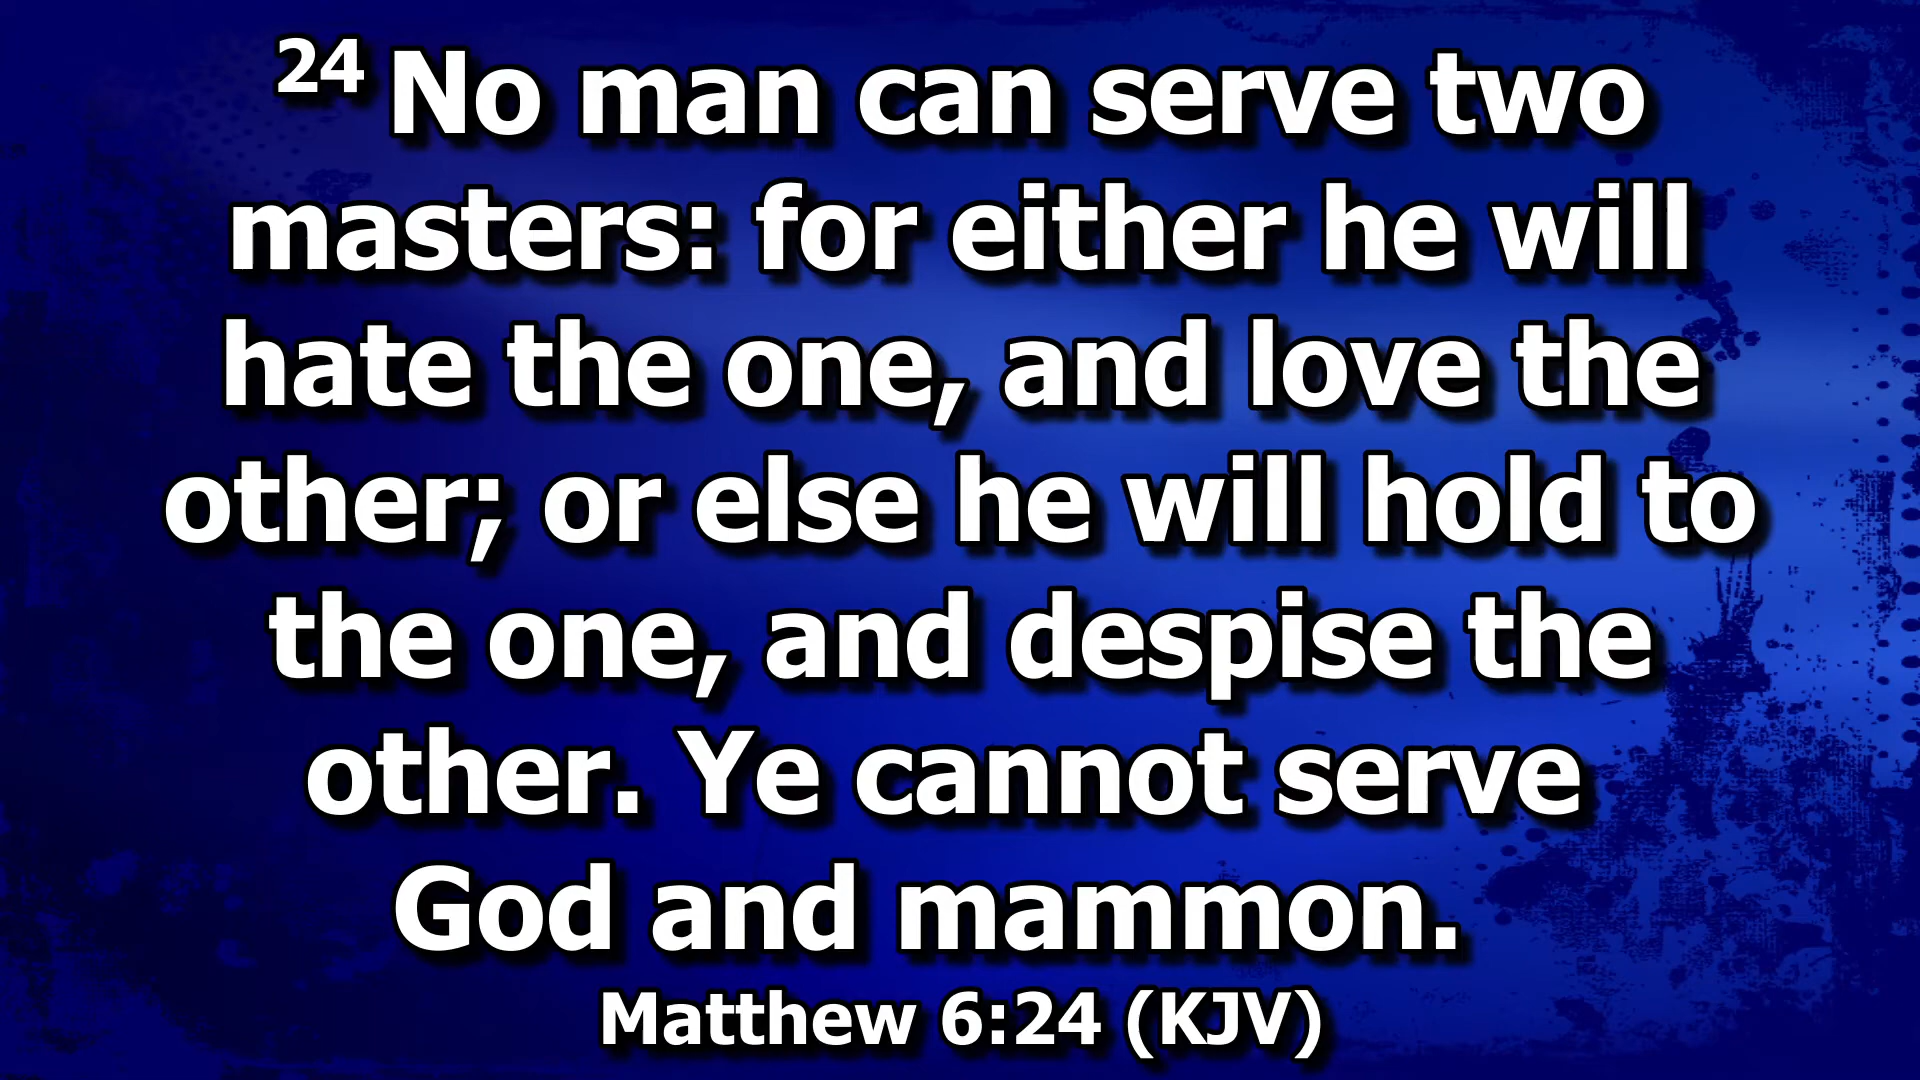 24 No man can serve two
masters: for either he will
hate the one, and love the
other; or else he will hold to
the one, and despise the
other. Ye cannot serve
God and mammon.
Matthew 6:24 (KJV)